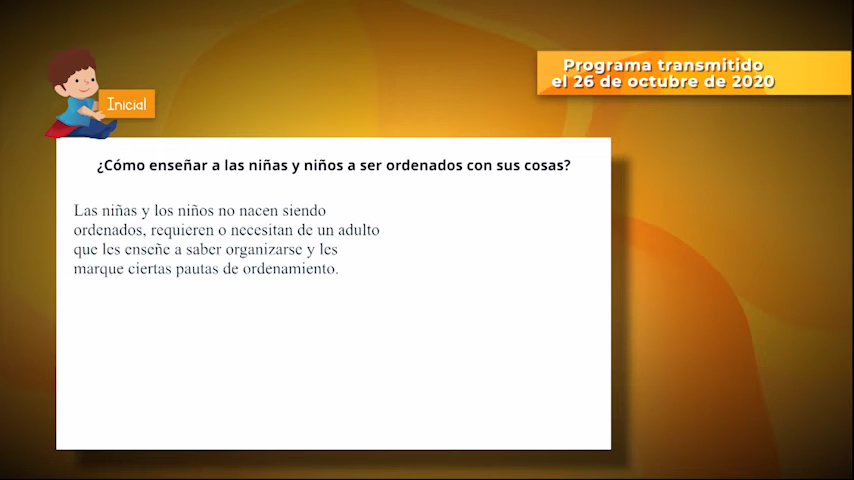 Programa transmitido
el 26 de octubre de 2020
Inicial
¿Cómo enseñar a las niñas y niños a ser ordenados con sus cosas?
Las niñas y los niños no nacen siendo
ordenados, requieren o necesitan de un adulto
que les enseñe a saber organizarse y les
marque ciertas pautas de ordenamiento.